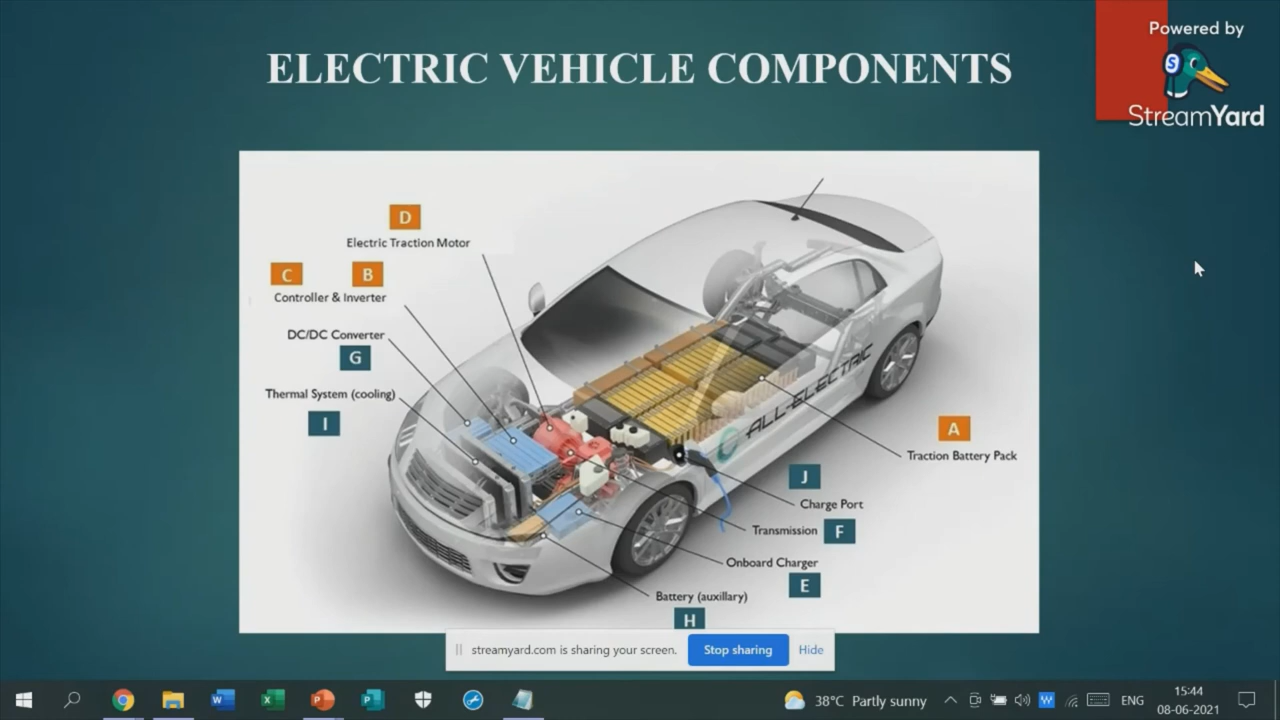 ELECTRIC VEHICLE COMPONENTS
Powered by
S
StreamYard
D
Electric Traction Motor
C B
Controller & Inverter
DC/DC Converter
G
Thermal System (cooling)
I
ALL-ELECTRIC
A
Traction Battery Pack
J
Charge Port
Transmission F
Onboard Charger
E
Battery (auxillary)
H
streamyard.com is sharing your screen. Stop sharing Hide
38°C Partly sunny ENG 15:44
08-06-2021